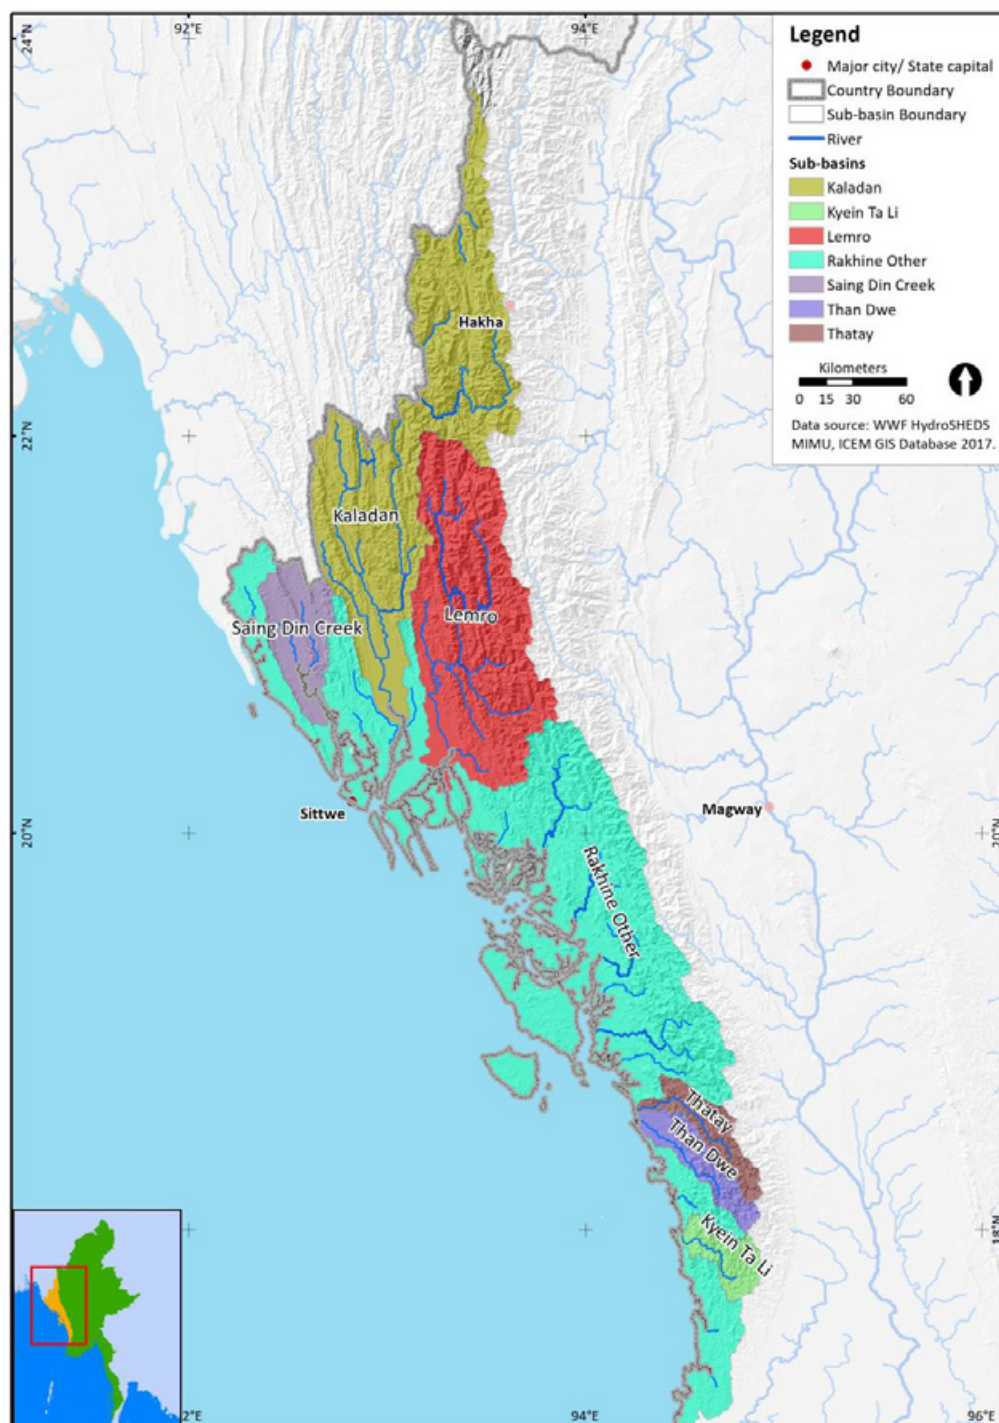 92°E
94°E
24°N
Legend
Major city/ State capital
Country Boundary
Sub-basin Boundary
River
Sub-basins
Kaladan
Kyein Ta Li
Lemro
Rakhine Other
Saing Din Creek
Than Dwe
Thatay
Kilometers
0 15 30 60
Data source: WWF HydroSHEDS
MIMU, ICEM GIS Database 2017.
Hakha
22°N
Kaladan
Lemro
Saing Din Creek
Sittwe
Magway
20°N
20°N
Rakhine Other
Thatay
Than Dwe
Kyein Ta Li
18°N
2°E
94°E
96°E